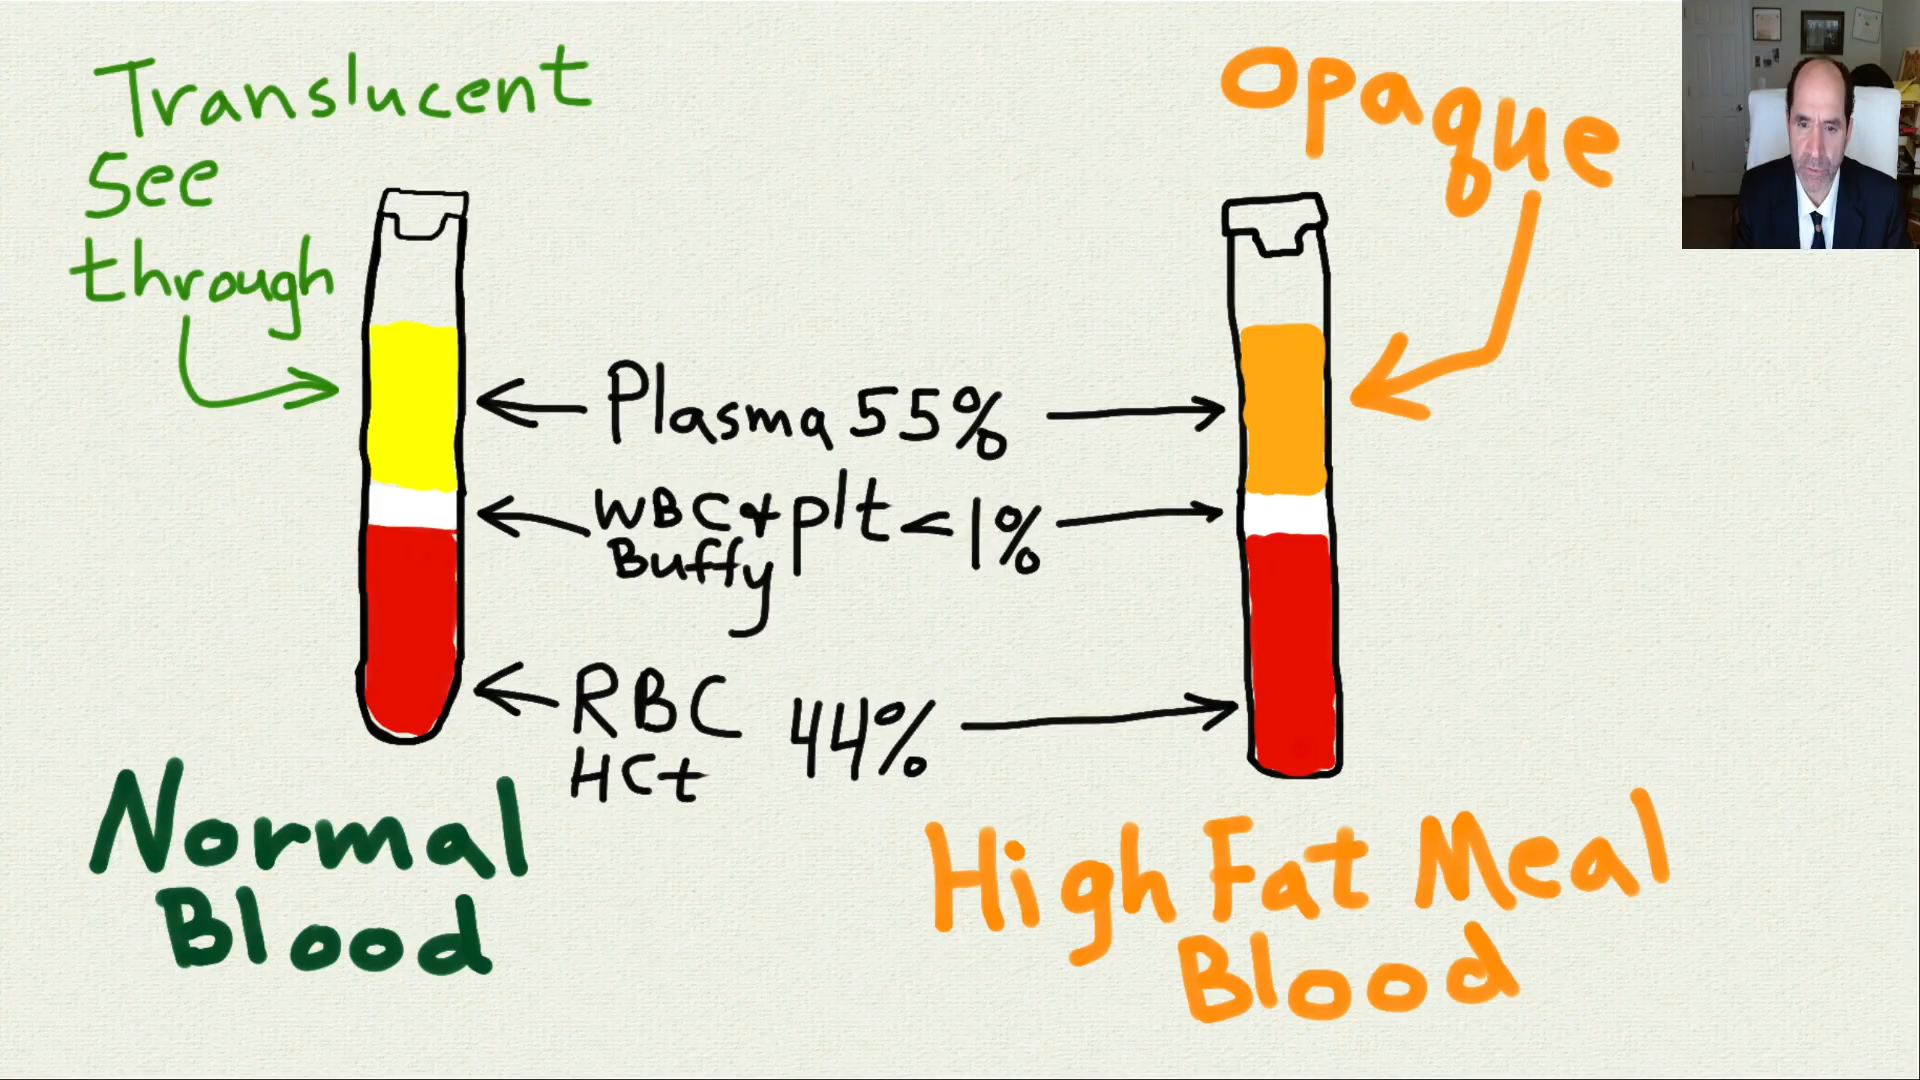 Translucent
See
through
Opaque
Plasma 55%
WBC + plt < 1%
Buffy
RBC 44%
HCt
Normal
Blood
High Fat Meal
Blood